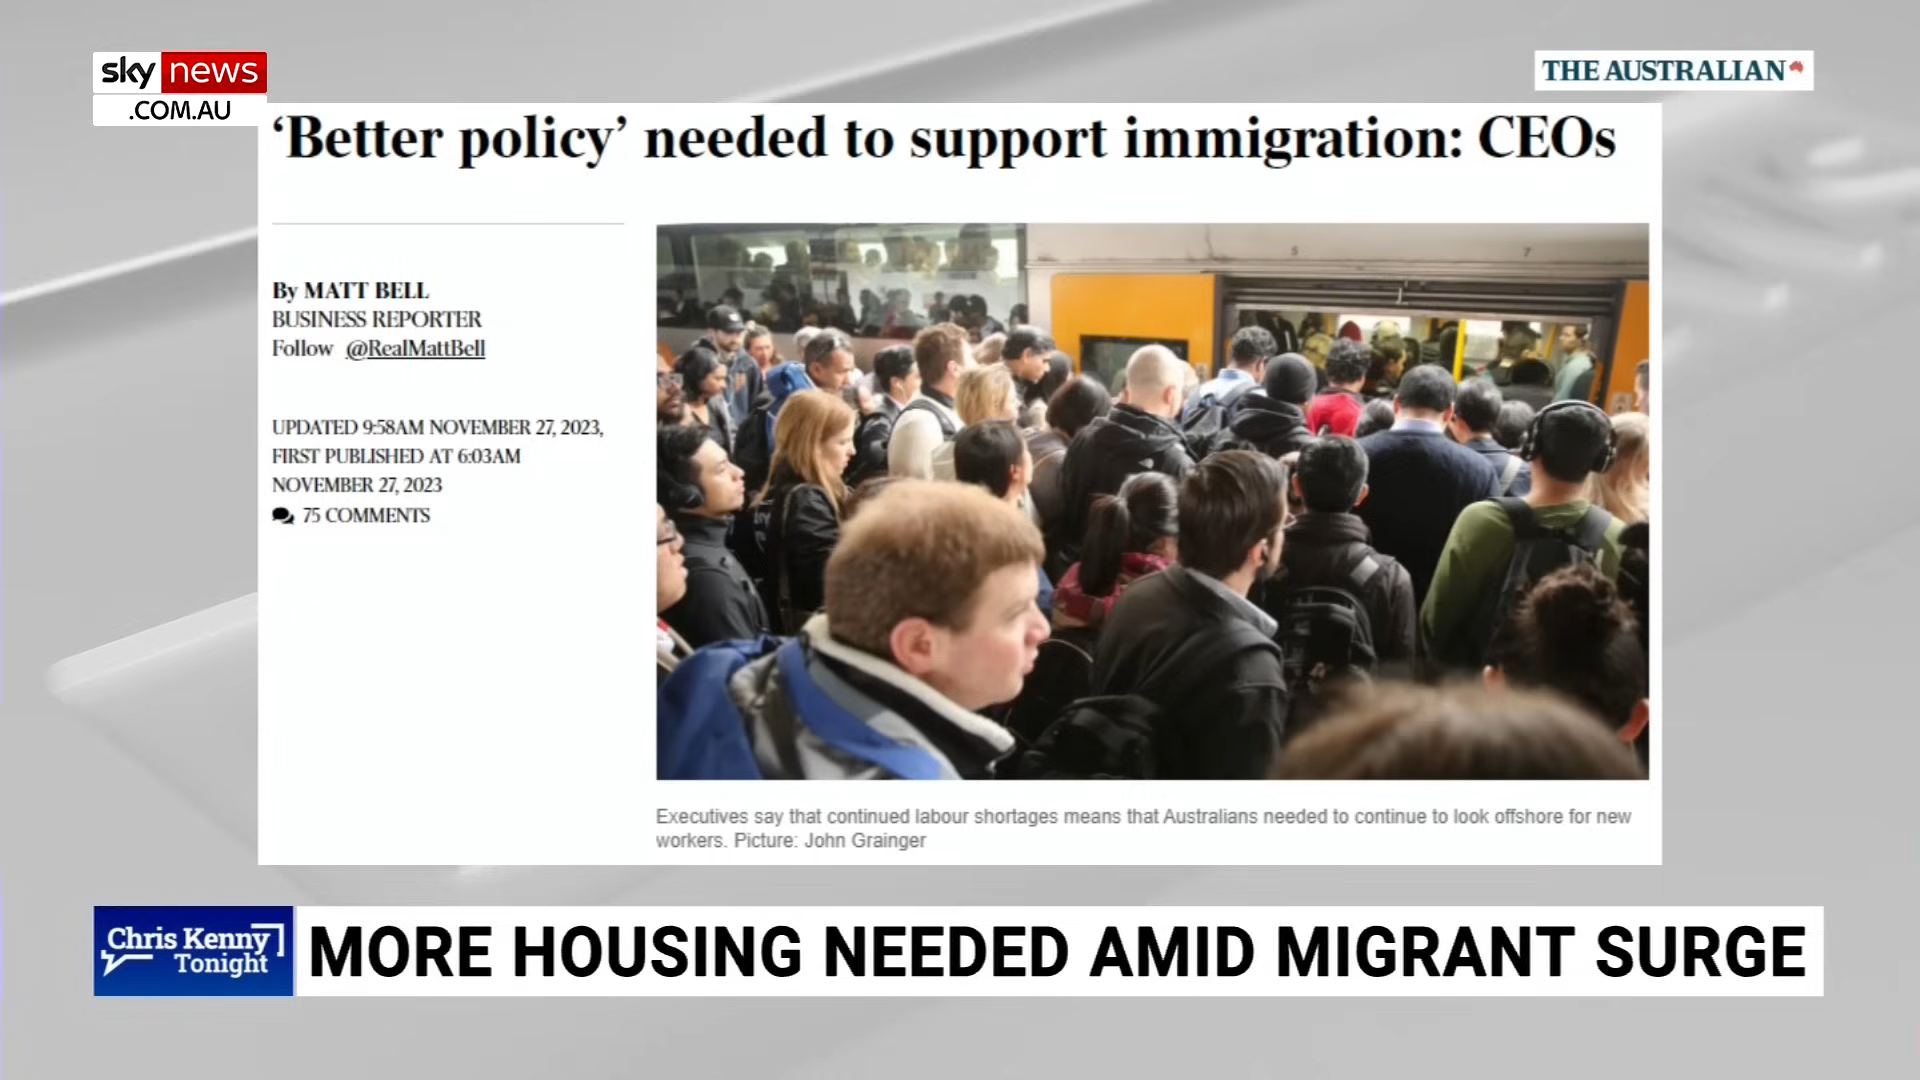 sky news
.COM.AU
THE AUSTRALIAN
‘Better policy’ needed to support immigration: CEOs
By MATT BELL
BUSINESS REPORTER
Follow @RealMattBell
UPDATED 9:58AM NOVEMBER 27, 2023,
FIRST PUBLISHED AT 6:03AM
NOVEMBER 27, 2023
75 COMMENTS
5
7
Executives say that continued labour shortages means that Australians needed to continue to look offshore for new
workers. Picture: John Grainger
Chris Kenny
Tonight
MORE HOUSING NEEDED AMID MIGRANT SURGE